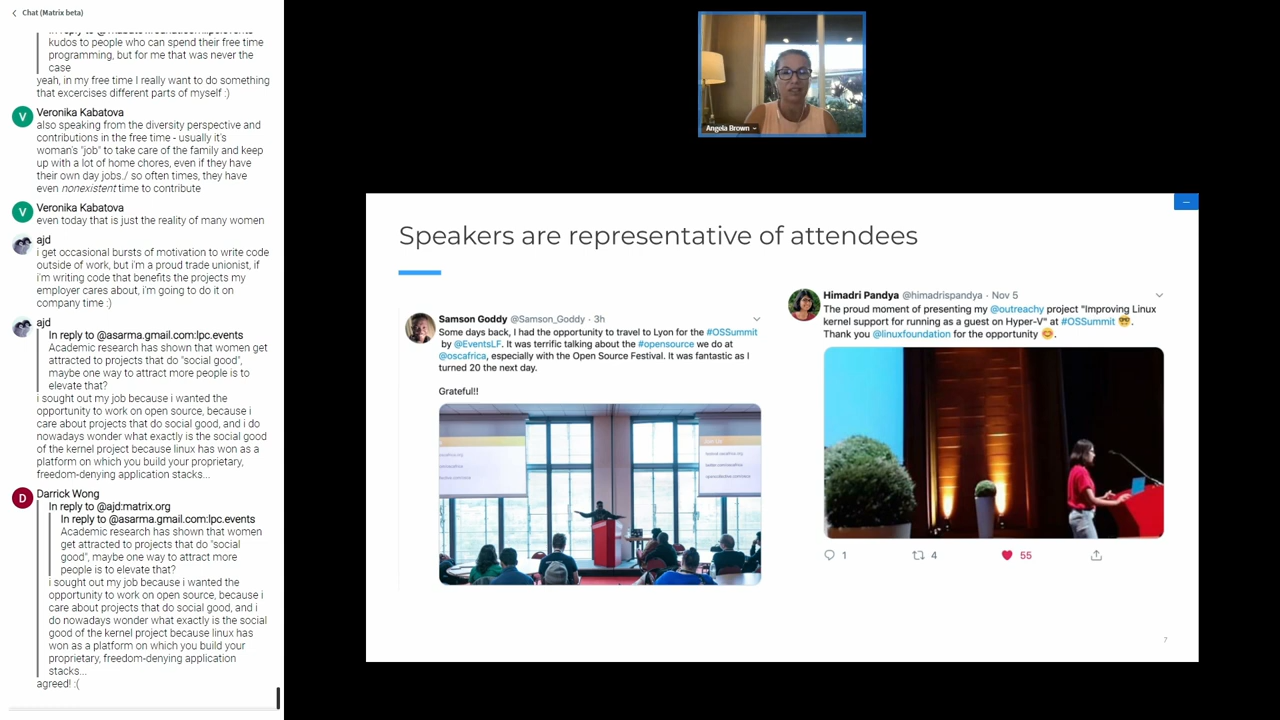 Chat (Matrix beta)
kudos to people who can spend their free time
programming, but for me that was never the
case
yeah, in my free time I really want to do something
that excercises different parts of myself :)
V
Veronika Kabatova
also speaking from the diversity perspective and
contributions in the free time - usually it's
woman's "job" to take care of the family and keep
up with a lot of home chores, even if they have
their own day jobs./ so often times, they have
even nonexistent time to contribute
V
Veronika Kabatova
even today that is just the reality of many women
ajd
i get occasional bursts of motivation to write code
outside of work, but i'm a proud trade unionist, if
i'm writing code that benefits the projects my
employer cares about, i'm going to do it on
company time :)
ajd
In reply to @asarma.gmail.com:lpc.events
Academic research has shown that women get
attracted to projects that do "social good",
maybe one way to attract more people is to
elevate that?
i sought out my job because i wanted the
opportunity to work on open source, because i
care about projects that do social good, and i do
nowadays wonder what exactly is the social good
of the kernel project because linux has won as a
platform on which you build your proprietary,
freedom-denying application stacks...
D
Darrick Wong
In reply to @ajd:matrix.org
In reply to @asarma.gmail.com:lpc.events
Academic research has shown that women
get attracted to projects that do "social
good", maybe one way to attract more
people is to elevate that?
i sought out my job because i wanted the
opportunity to work on open source, because i
care about projects that do social good, and i
do nowadays wonder what exactly is the social
good of the kernel project because linux has
won as a platform on which you build your
proprietary, freedom-denying application
stacks...
agreed! :(
Angela Brown
Speakers are representative of attendees
Samson Goddy @Samson_Goddy · 3h
Some days back, I had the opportunity to travel to Lyon for the #OSSummit
by @EventsLF. It was terrific talking about the #opensource we do at
@oscafrica, especially with the Open Source Festival. It was fantastic as I
turned 20 the next day.
Grateful!!
Himadri Pandya @himadrispandya · Nov 5
The proud moment of presenting my @outreachy project "Improving Linux
kernel support for running as a guest on Hyper-V" at #OSSummit 🤓.
Thank you @linuxfoundation for the opportunity 😊.
1
4
55
7